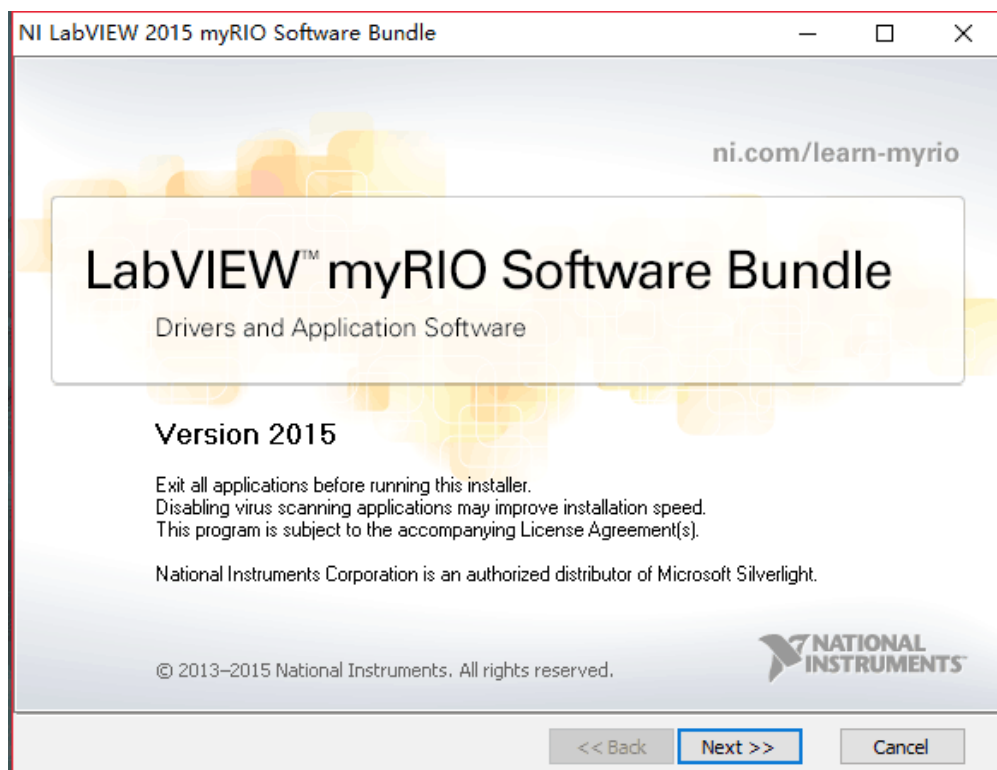 NI LabVIEW 2015 myRIO Software Bundle
ni.com/learn-myrio
LabVIEW™ myRIO Software Bundle
Drivers and Application Software
Version 2015
Exit all applications before running this installer.
Disabling virus scanning applications may improve installation speed.
This program is subject to the accompanying License Agreement(s).
National Instruments Corporation is an authorized distributor of Microsoft Silverlight.
© 2013–2015 National Instruments. All rights reserved.
NATIONAL
INSTRUMENTS™
<< Back
Next >>
Cancel